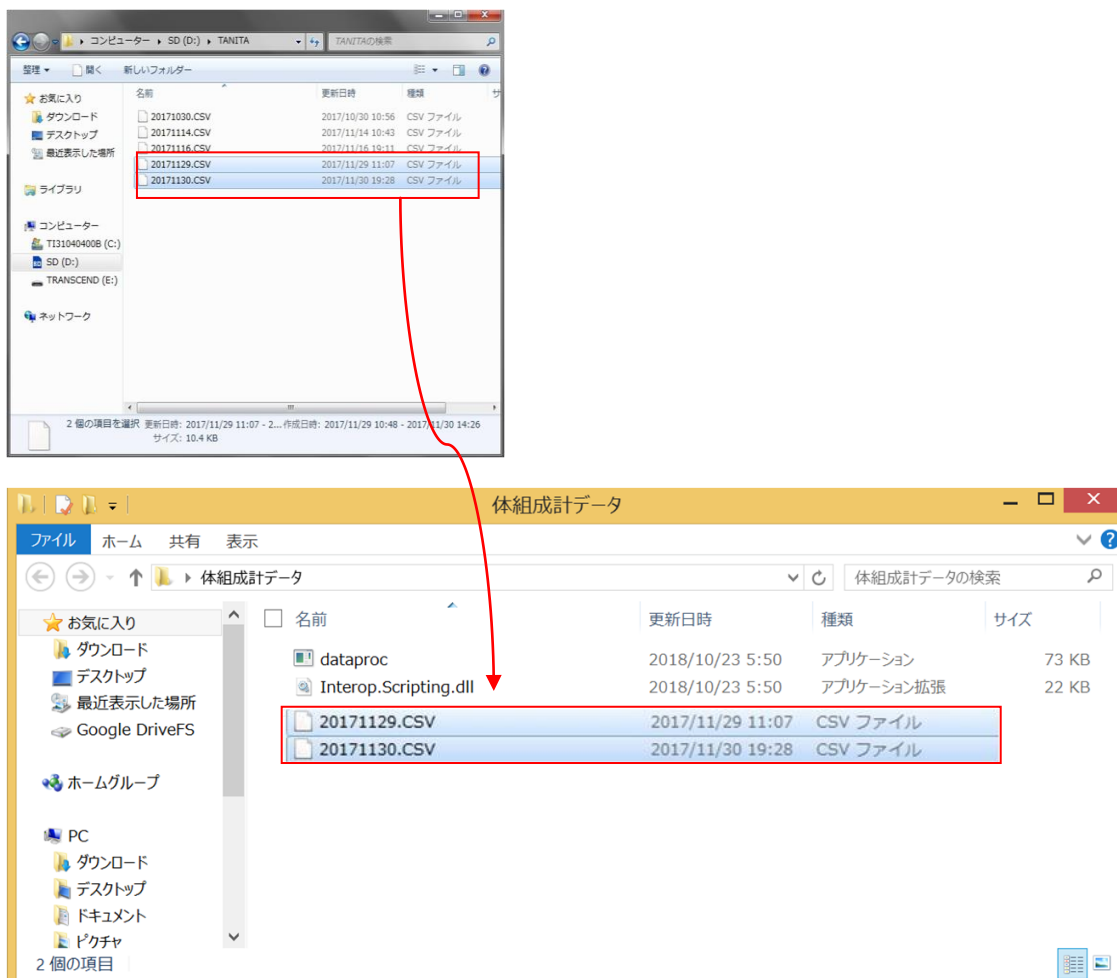 コンピューター ▸ SD (D:) ▸ TANITA
TANITAの検索
整理 開く 新しいフォルダー
名前 更新日時 種類 サ
お気に入り
ダウンロード
デスクトップ
最近表示した場所
ライブラリ
コンピューター
TI31040400B (C:)
SD (D:)
TRANSCEND (E:)
ネットワーク
20171030.CSV 2017/10/30 10:56 CSV ファイル
20171114.CSV 2017/11/14 10:43 CSV ファイル
20171116.CSV 2017/11/16 19:11 CSV ファイル
20171129.CSV 2017/11/29 11:07 CSV ファイル
20171130.CSV 2017/11/30 19:28 CSV ファイル
2 個の項目を選択 更新日時: 2017/11/29 11:07 - 2... 作成日時: 2017/11/29 10:48 - 2017/11/30 14:26
サイズ: 10.4 KB
体組成計データ
ファイル ホーム 共有 表示
体組成計データ
体組成計データの検索
名前 更新日時 種類 サイズ
お気に入り
ダウンロード
デスクトップ
最近表示した場所
Google DriveFS
ホームグループ
PC
ダウンロード
デスクトップ
ドキュメント
ピクチャ
dataproc 2018/10/23 5:50 アプリケーション 73 KB
Interop.Scripting.dll 2018/10/23 5:50 アプリケーション拡張 22 KB
20171129.CSV 2017/11/29 11:07 CSV ファイル
20171130.CSV 2017/11/30 19:28 CSV ファイル
2 個の項目